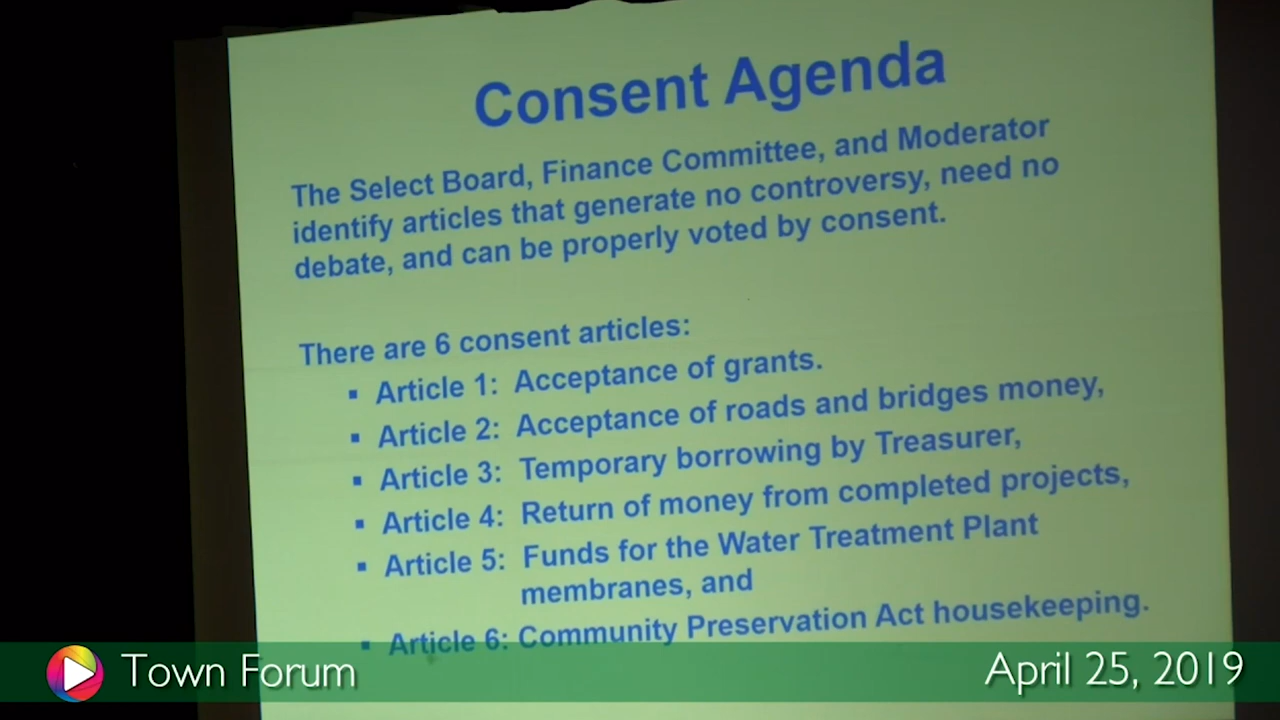 Consent Agenda
The Select Board, Finance Committee, and Moderator
identify articles that generate no controversy, need no
debate, and can be properly voted by consent.
There are 6 consent articles:
▪ Article 1: Acceptance of grants.
▪ Article 2: Acceptance of roads and bridges money,
▪ Article 3: Temporary borrowing by Treasurer,
▪ Article 4: Return of money from completed projects,
▪ Article 5: Funds for the Water Treatment Plant
membranes, and
▪ Article 6: Community Preservation Act housekeeping.
Town Forum
April 25, 2019